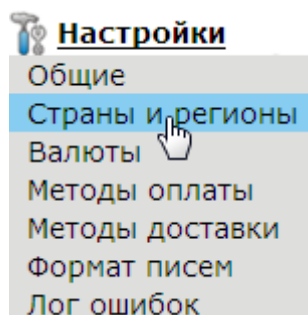 Настройки
Общие
Страны и регионы
Валюты
Методы оплаты
Методы доставки
Формат писем
Лог ошибок